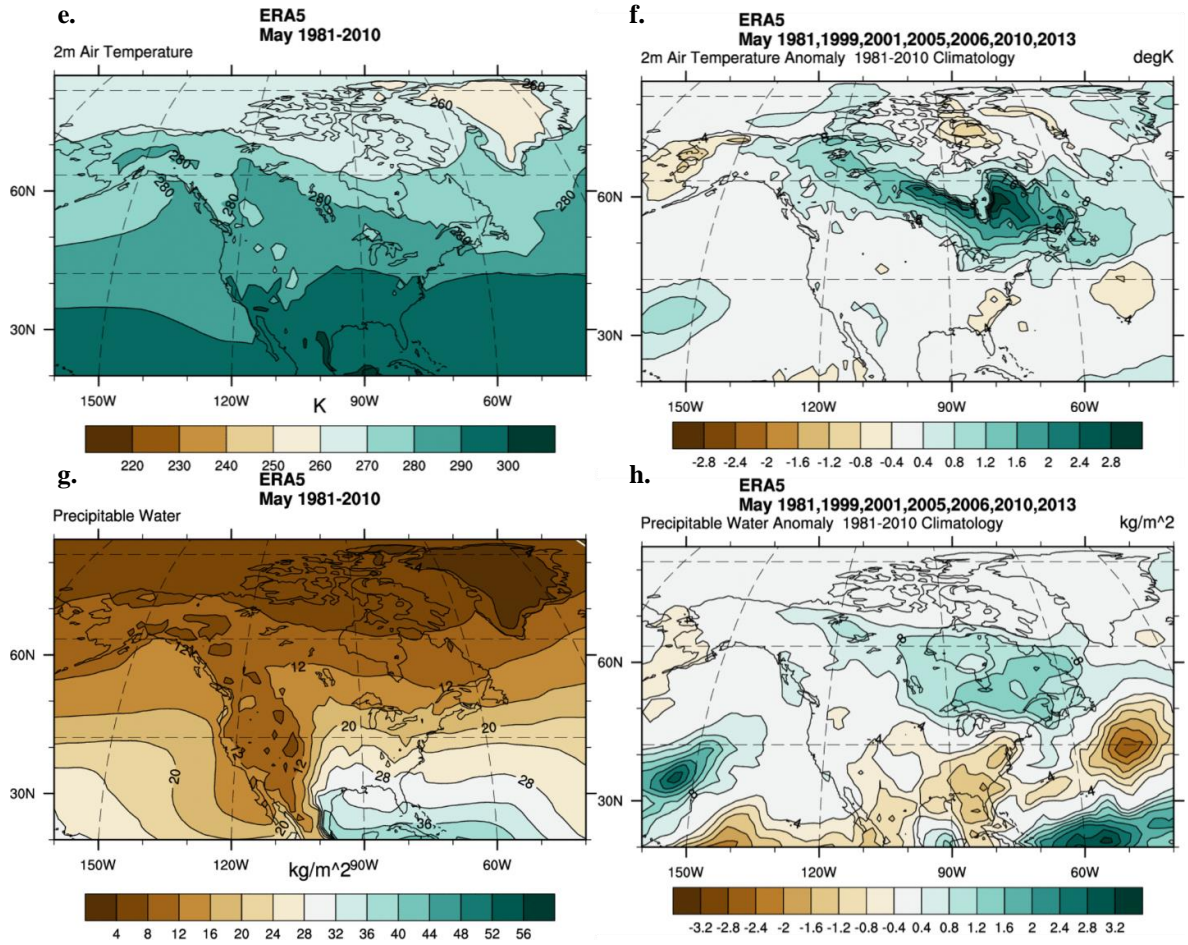 e.
ERA5
May 1981-2010
2m Air Temperature
260
260
280
280
280
280
280
280
60N
30N
150W
120W
K
90W
60W
220 230 240 250 260 270 280 290 300
f.
ERA5
May 1981,1999,2001,2005,2006,2010,2013
2m Air Temperature Anomaly 1981-2010 Climatology
degK
60N
30N
150W
120W
90W
60W
-2.8 -2.4 -2 -1.6 -1.2 -0.8 -0.4 0.4 0.8 1.2 1.6 2 2.4 2.8
g.
ERA5
May 1981-2010
Precipitable Water
4
12
12
12
12
12
20
20
20
20
28
28
36
60N
30N
150W
120W
kg/m^2
90W
60W
4 8 12 16 20 24 28 32 36 40 44 48 52 56
h.
ERA5
May 1981,1999,2001,2005,2006,2010,2013
Precipitable Water Anomaly 1981-2010 Climatology
kg/m^2
60N
30N
150W
120W
90W
60W
-3.2 -2.8 -2.4 -2 -1.6 -1.2 -0.8 -0.4 0.4 0.8 1.2 1.6 2 2.4 2.8 3.2